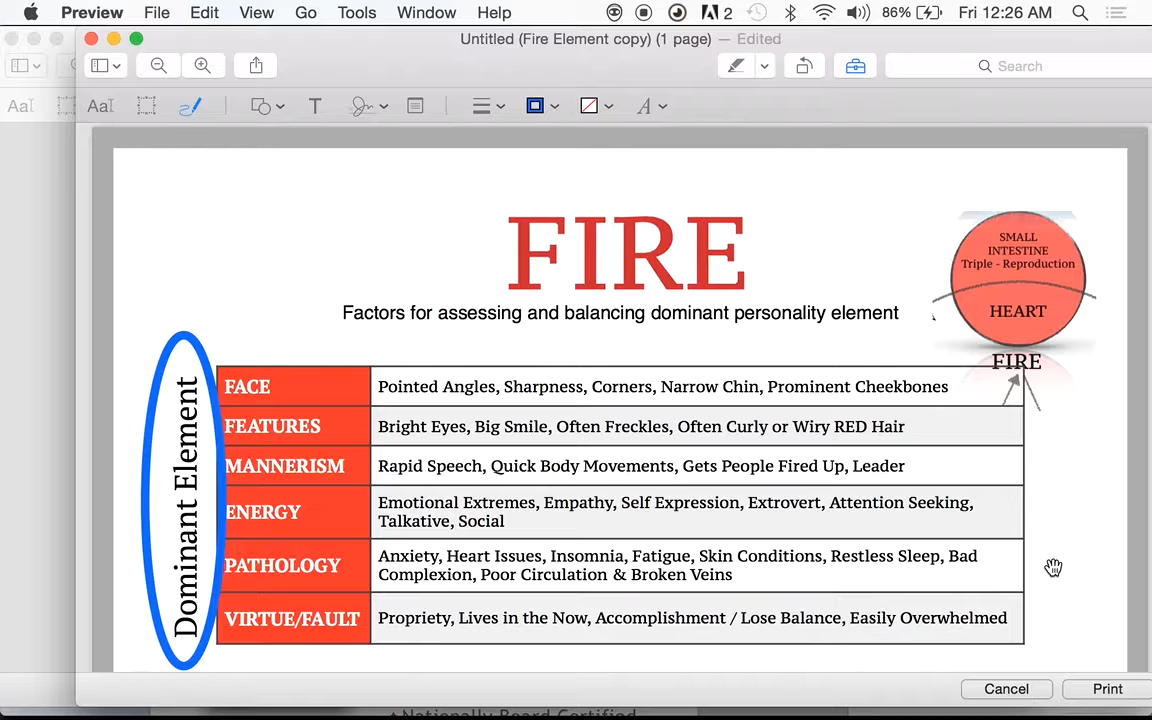 Preview File Edit View Go Tools Window Help 2 86% Fri 12:26 AM
Untitled (Fire Element copy) (1 page) — Edited
Search
AaI AaI T A
FIRE
Factors for assessing and balancing dominant personality element
SMALL
INTESTINE
Triple - Reproduction
HEART
FIRE
Dominant Element
FACE Pointed Angles, Sharpness, Corners, Narrow Chin, Prominent Cheekbones
FEATURES Bright Eyes, Big Smile, Often Freckles, Often Curly or Wiry RED Hair
MANNERISM Rapid Speech, Quick Body Movements, Gets People Fired Up, Leader
ENERGY Emotional Extremes, Empathy, Self Expression, Extrovert, Attention Seeking,
Talkative, Social
PATHOLOGY Anxiety, Heart Issues, Insomnia, Fatigue, Skin Conditions, Restless Sleep, Bad
Complexion, Poor Circulation & Broken Veins
VIRTUE/FAULT Propriety, Lives in the Now, Accomplishment / Lose Balance, Easily Overwhelmed
Cancel Print
Nationally Board Certified